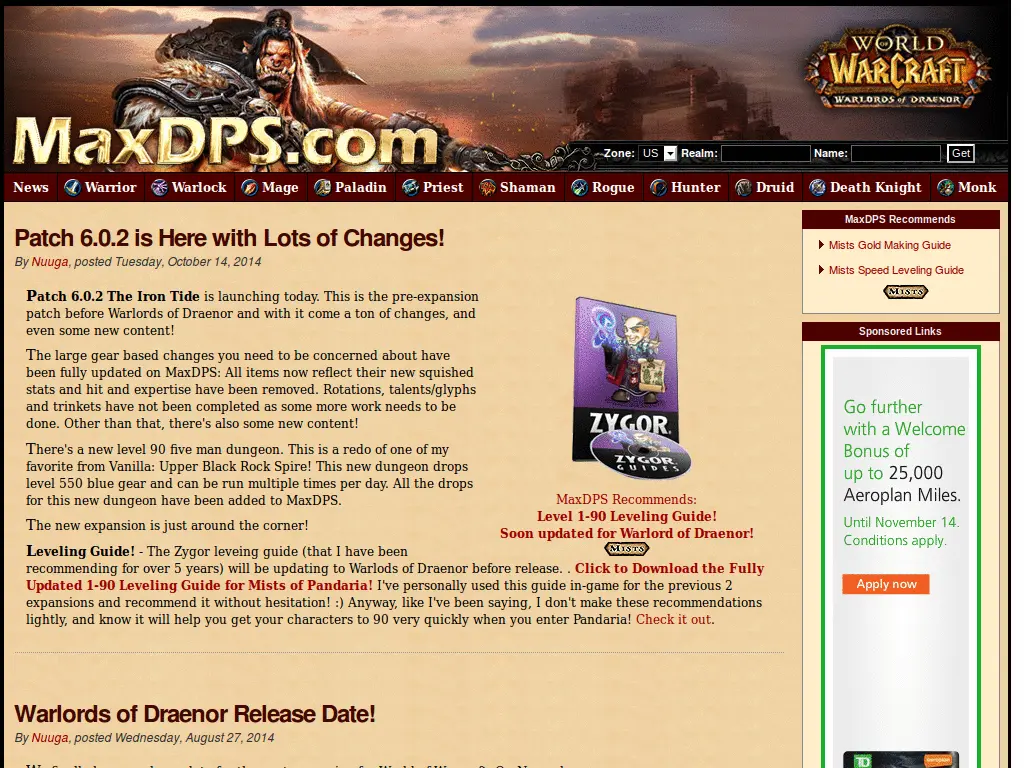 WORLD
OF
WARCRAFT
WARLORDS OF DRAENOR
MaxDPS.com
Zone: US Realm: Name: Get
News Warrior Warlock Mage Paladin Priest Shaman Rogue Hunter Druid Death Knight Monk
Patch 6.0.2 is Here with Lots of Changes!
By Nuuga, posted Tuesday, October 14, 2014
Patch 6.0.2 The Iron Tide is launching today. This is the pre-expansion
patch before Warlords of Draenor and with it come a ton of changes, and
even some new content!
The large gear based changes you need to be concerned about have
been fully updated on MaxDPS: All items now reflect their new squished
stats and hit and expertise have been removed. Rotations, talents/glyphs
and trinkets have not been completed as some more work needs to be
done. Other than that, there's also some new content!
There's a new level 90 five man dungeon. This is a redo of one of my
favorite from Vanilla: Upper Black Rock Spire! This new dungeon drops
level 550 blue gear and can be run multiple times per day. All the drops
for this new dungeon have been added to MaxDPS.
The new expansion is just around the corner!
ZYGOR
ZYGOR
GUIDES
MaxDPS Recommends:
Level 1-90 Leveling Guide!
Soon updated for Warlord of Draenor!
MISTS
Leveling Guide! - The Zygor leveing guide (that I have been
recommending for over 5 years) will be updating to Warlods of Draenor before release. . Click to Download the Fully
Updated 1-90 Leveling Guide for Mists of Pandaria! I've personally used this guide in-game for the previous 2
expansions and recommend it without hesitation! :) Anyway, like I've been saying, I don't make these recommendations
lightly, and know it will help you get your characters to 90 very quickly when you enter Pandaria! Check it out.
Warlords of Draenor Release Date!
By Nuuga, posted Wednesday, August 27, 2014
MaxDPS Recommends
Mists Gold Making Guide
Mists Speed Leveling Guide
MISTS
Sponsored Links
Go further
with a Welcome
Bonus of
up to 25,000
Aeroplan Miles.
Until November 14.
Conditions apply.
Apply now
TD